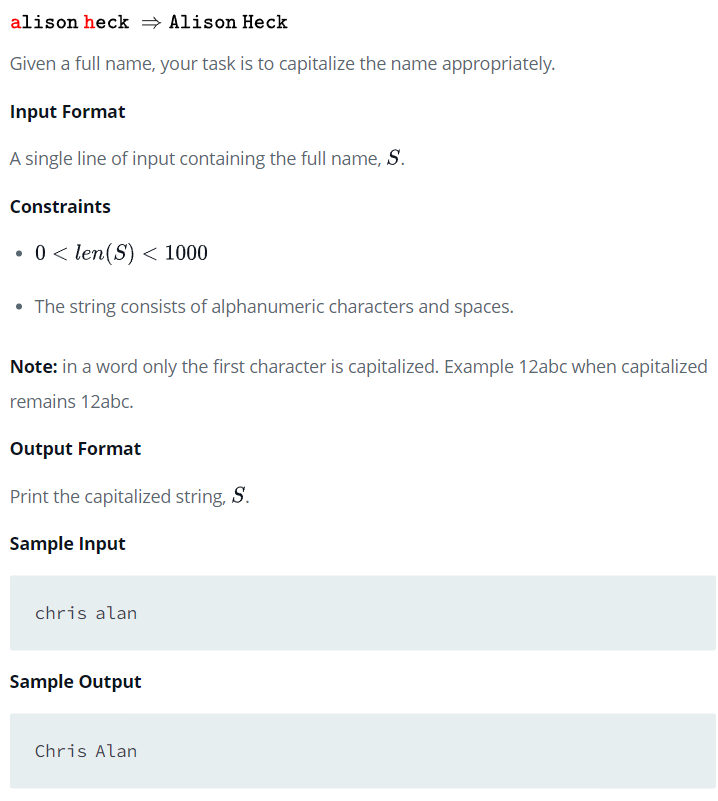 alison heck ⇒ Alison Heck
Given a full name, your task is to capitalize the name appropriately.
Input Format
A single line of input containing the full name, S.
Constraints
• 0 < len(S) < 1000
• The string consists of alphanumeric characters and spaces.
Note: in a word only the first character is capitalized. Example 12abc when capitalized
remains 12abc.
Output Format
Print the capitalized string, S.
Sample Input
chris alan
Sample Output
Chris Alan